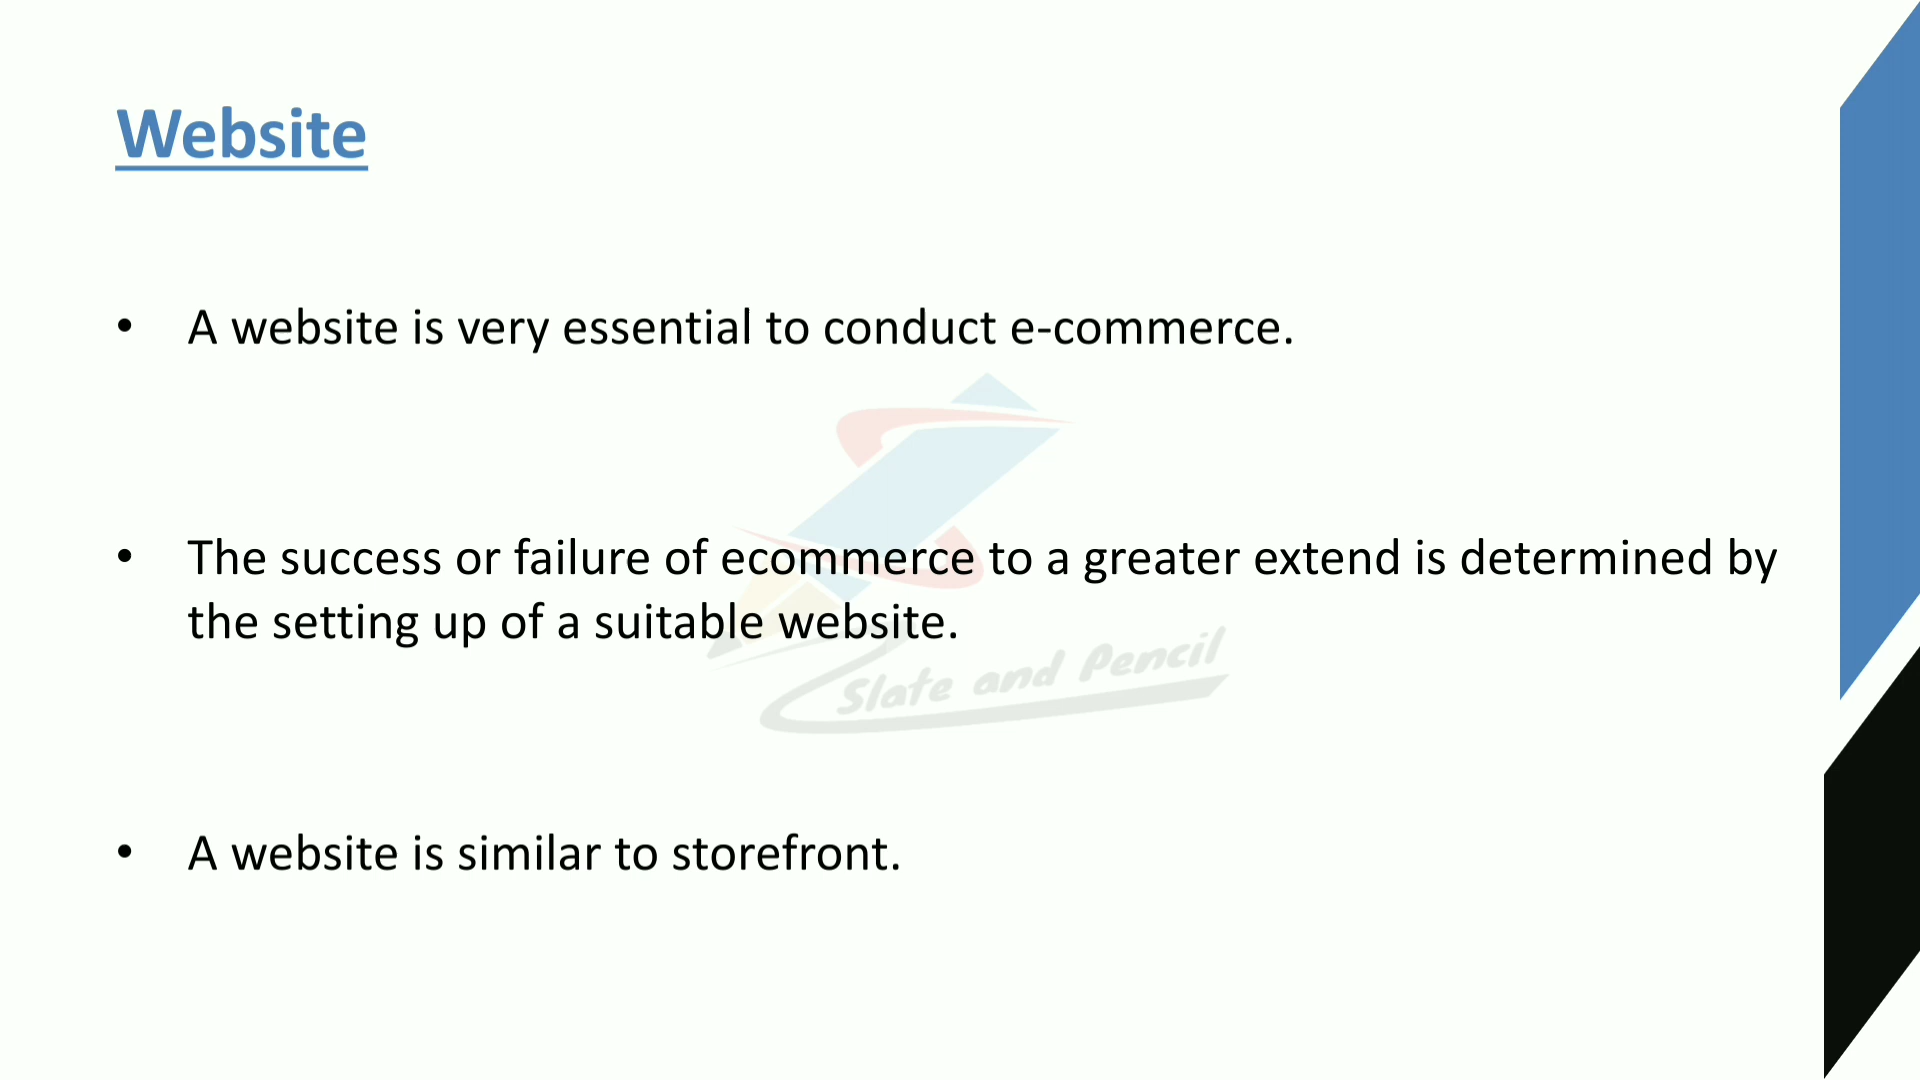 Website
• A website is very essential to conduct e-commerce.
• The success or failure of ecommerce to a greater extend is determined by
the setting up of a suitable website.
Slate and Pencil
• A website is similar to storefront.